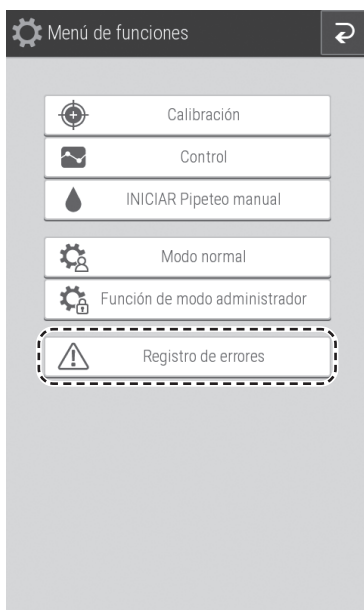 Menú de funciones
Calibración
Control
INICIAR Pipeteo manual
Modo normal
Función de modo administrador
Registro de errores